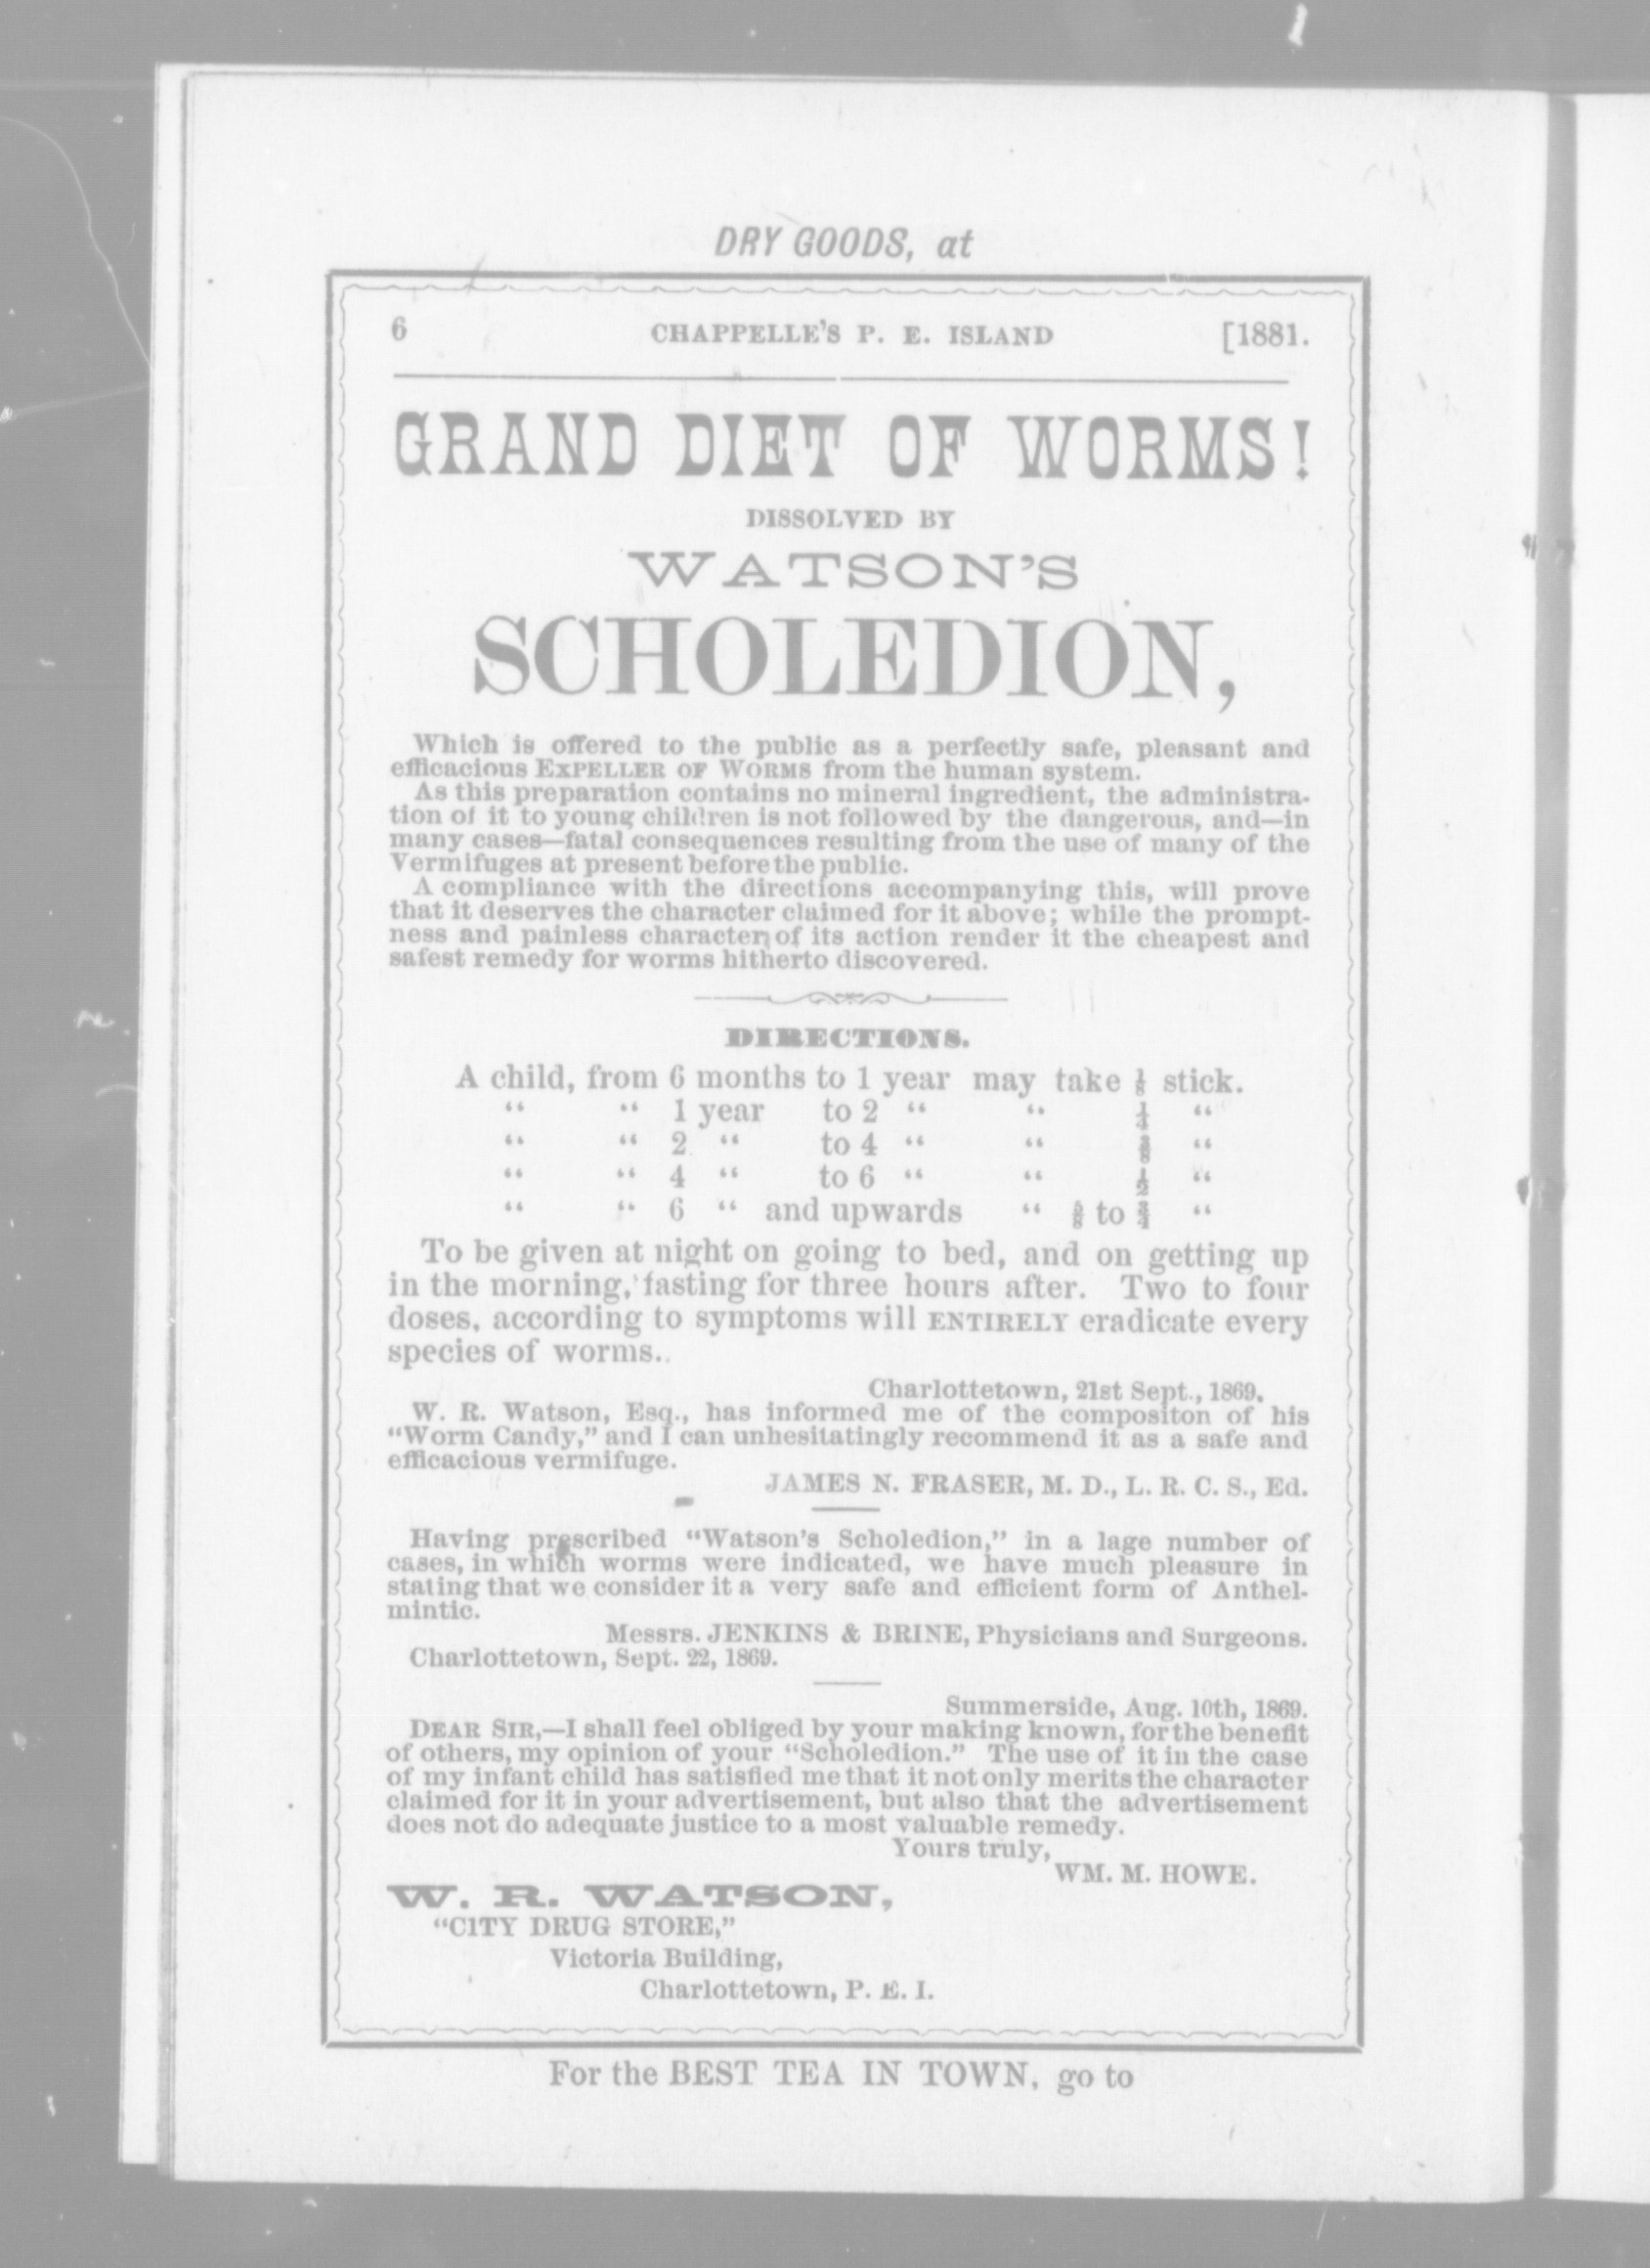 DRY GOODS, at
6 CHAPPELLE'S P. E. ISLAND [1881.
GRAND DIET OF WORMS!
DISSOLVED BY
WATSON'S
SCHOLEDION,
Which is offered to the public as a perfectly safe, pleasant and
efficacious EXPELLER OF WORMS from the human system.
As this preparation contains no mineral ingredient, the administra-
tion of it to young children is not followed by the dangerous, and—in
many cases—fatal consequences resulting from the use of many of the
Vermifuges at present before the public.
A compliance with the directions accompanying this, will prove
that it deserves the character claimed for it above; while the prompt-
ness and painless character of its action render it the cheapest and
safest remedy for worms hitherto discovered.
DIRECTIONS.
A child, from 6 months to 1 year may take ⅛ stick.
“ “ 1 year to 2 “ “ ¼ “
“ “ 2 “ to 4 “ “ ⅜ “
“ “ 4 “ to 6 “ “ ½ “
“ “ 6 “ and upwards “ ⅝ to ¾ “
To be given at night on going to bed, and on getting up
in the morning, fasting for three hours after. Two to four
doses, according to symptoms will ENTIRELY eradicate every
species of worms.
Charlottetown, 21st Sept., 1869.
W. R. Watson, Esq., has informed me of the compositon of his
“Worm Candy,” and I can unhesitatingly recommend it as a safe and
efficacious vermifuge.
JAMES N. FRASER, M. D., L. R. C. S., Ed.
Having prescribed “Watson's Scholedion,” in a lage number of
cases, in which worms were indicated, we have much pleasure in
stating that we consider it a very safe and efficient form of Anthel-
mintic.
Messrs. JENKINS & BRINE, Physicians and Surgeons.
Charlottetown, Sept. 22, 1869.
Summerside, Aug. 10th, 1869.
DEAR SIR,—I shall feel obliged by your making known, for the benefit
of others, my opinion of your “Scholedion.” The use of it in the case
of my infant child has satisfied me that it not only merits the character
claimed for it in your advertisement, but also that the advertisement
does not do adequate justice to a most valuable remedy.
Yours truly,
WM. M. HOWE.
W. R. WATSON,
“CITY DRUG STORE,”
Victoria Building,
Charlottetown, P. E. I.
For the BEST TEA IN TOWN, go to